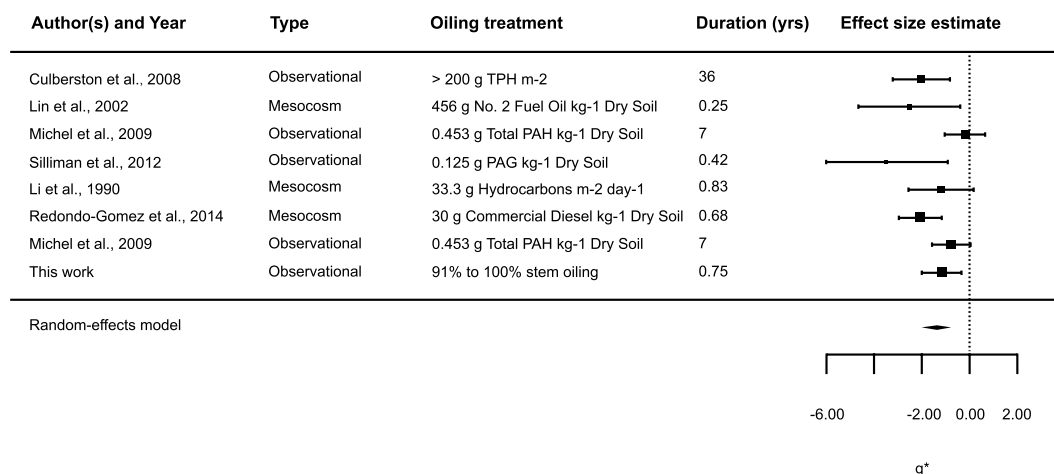 Author(s) and Year Type Oiling treatment Duration (yrs) Effect size estimate
Culberston et al., 2008 Observational > 200 g TPH m-2 36
Lin et al., 2002 Mesocosm 456 g No. 2 Fuel Oil kg-1 Dry Soil 0.25
Michel et al., 2009 Observational 0.453 g Total PAH kg-1 Dry Soil 7
Silliman et al., 2012 Observational 0.125 g PAG kg-1 Dry Soil 0.42
Li et al., 1990 Mesocosm 33.3 g Hydrocarbons m-2 day-1 0.83
Redondo-Gomez et al., 2014 Mesocosm 30 g Commercial Diesel kg-1 Dry Soil 0.68
Michel et al., 2009 Observational 0.453 g Total PAH kg-1 Dry Soil 7
This work Observational 91% to 100% stem oiling 0.75
Random-effects model
-6.00 -2.00 0.00 2.00
g*